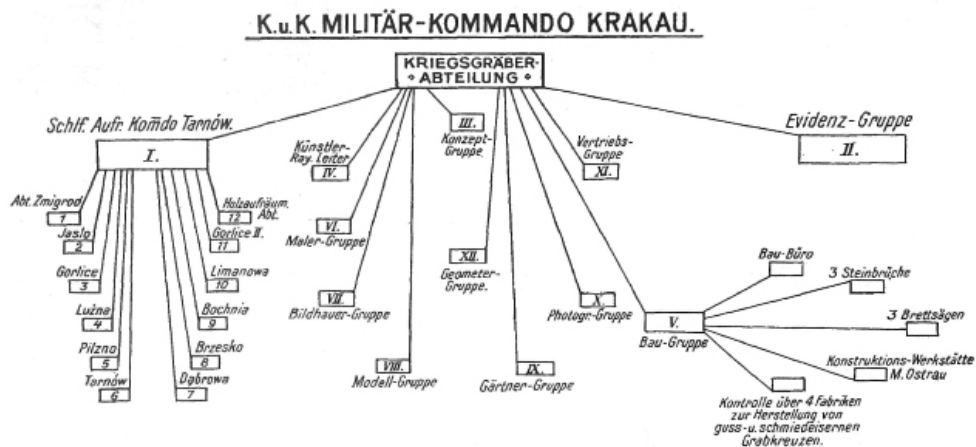 K.u.K. MILITÄR-KOMMANDO KRAKAU.
KRIEGSGRÄBER-
ABTEILUNG
Schlf. Aufr. Komdo Tarnów.
I.
Abt. Zmigrod
1
Jaslo
2
Gorlice
3
Lużna
4
Pilzno
5
Tarnów
6
Dąbrowa
7
Brzesko
8
Bochnia
9
Limanowa
10
Gorlice II.
11
Holzaufräum.
Abt.
12
Künstler-
Ray. Leiter
IV.
VI.
Maler-Gruppe
VII.
Bildhauer-Gruppe
VIII.
Modell-Gruppe
III.
Konzept-
Gruppe
XII.
Geometer-
Gruppe.
IX.
Gärtner-Gruppe
X.
Photogr.-Gruppe
Vertriebs-
Gruppe
XI.
Evidenz-Gruppe
II.
V.
Bau-Gruppe
Bau-Büro
3 Steinbrüche
3 Brettsägen
Konstruktions-Werkstätte
M. Ostrau
Kontrolle über 4 Fabriken
zur Herstellung von
guss-u. schmiedeisernen
Grabkreuzen.